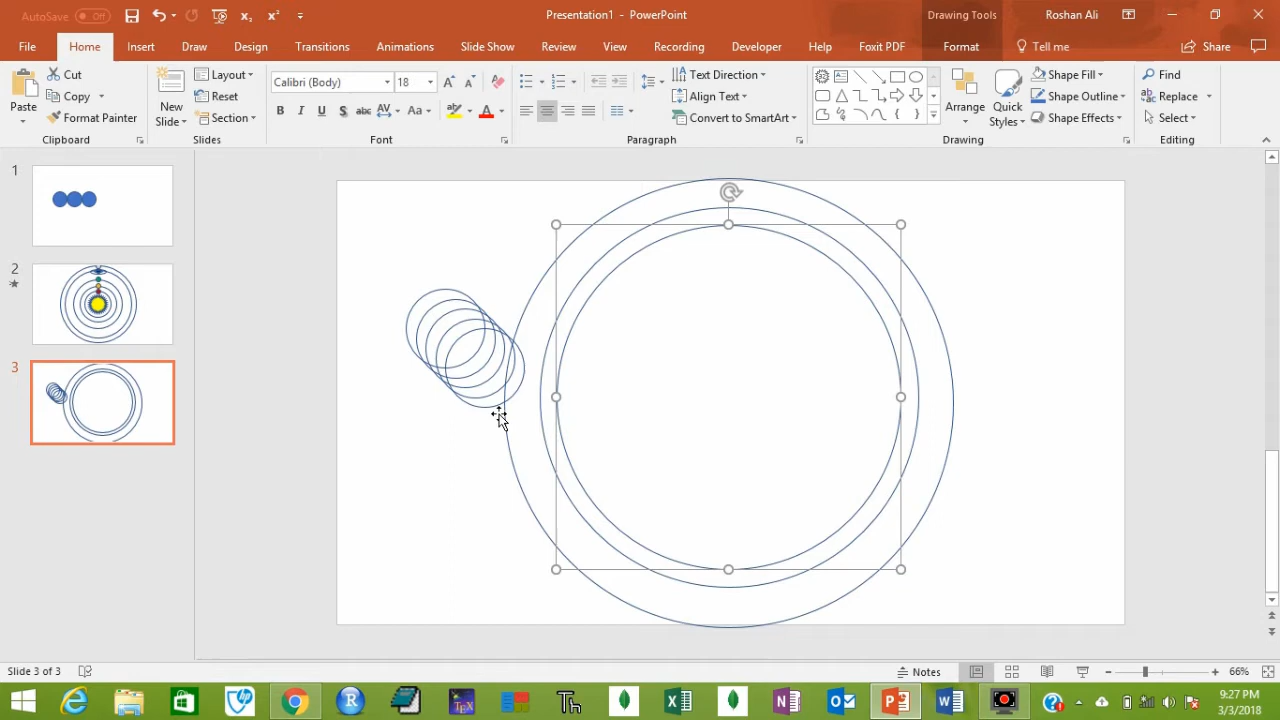 AutoSave Off
Presentation1 - PowerPoint
Drawing Tools
Roshan Ali
File Home Insert Draw Design Transitions Animations Slide Show Review View Recording Developer Help Foxit PDF Format Tell me Share
Paste
Cut
Copy
Format Painter
Clipboard
New Slide
Layout
Reset
Section
Slides
Calibri (Body) 18
B I U S abc AV Aa A
Font
Text Direction
Align Text
Convert to SmartArt
Paragraph
Arrange
Quick Styles
Shape Fill
Shape Outline
Shape Effects
Drawing
Find
Replace
Select
Editing
1
2
3
Slide 3 of 3
Notes
66%
9:27 PM
3/3/2018